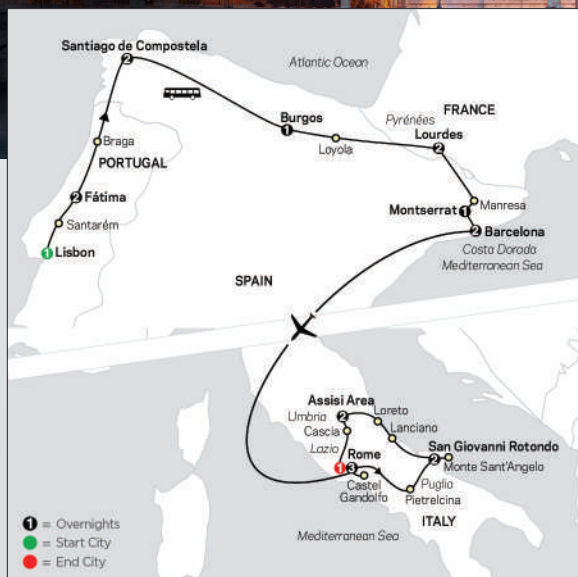 Santiago de Compostela
2
Atlantic Ocean
FRANCE
Burgos
1
Pyrénées
Lourdes
2
Loyola
Braga
PORTUGAL
2 Fátima
Manresa
Montserrat 1
Santarém
2 Barcelona
1 Lisbon
Costa Dorada
Mediterranean Sea
SPAIN
Assisi Area
2
Umbria
Loreto
Cascia
Lanciano
Lazio
San Giovanni Rotondo
2
Rome
1 3
Monte Sant'Angelo
Castel
Gandolfo
Puglia
Pietrelcina
ITALY
Mediterranean Sea
1 = Overnights
= Start City
= End City